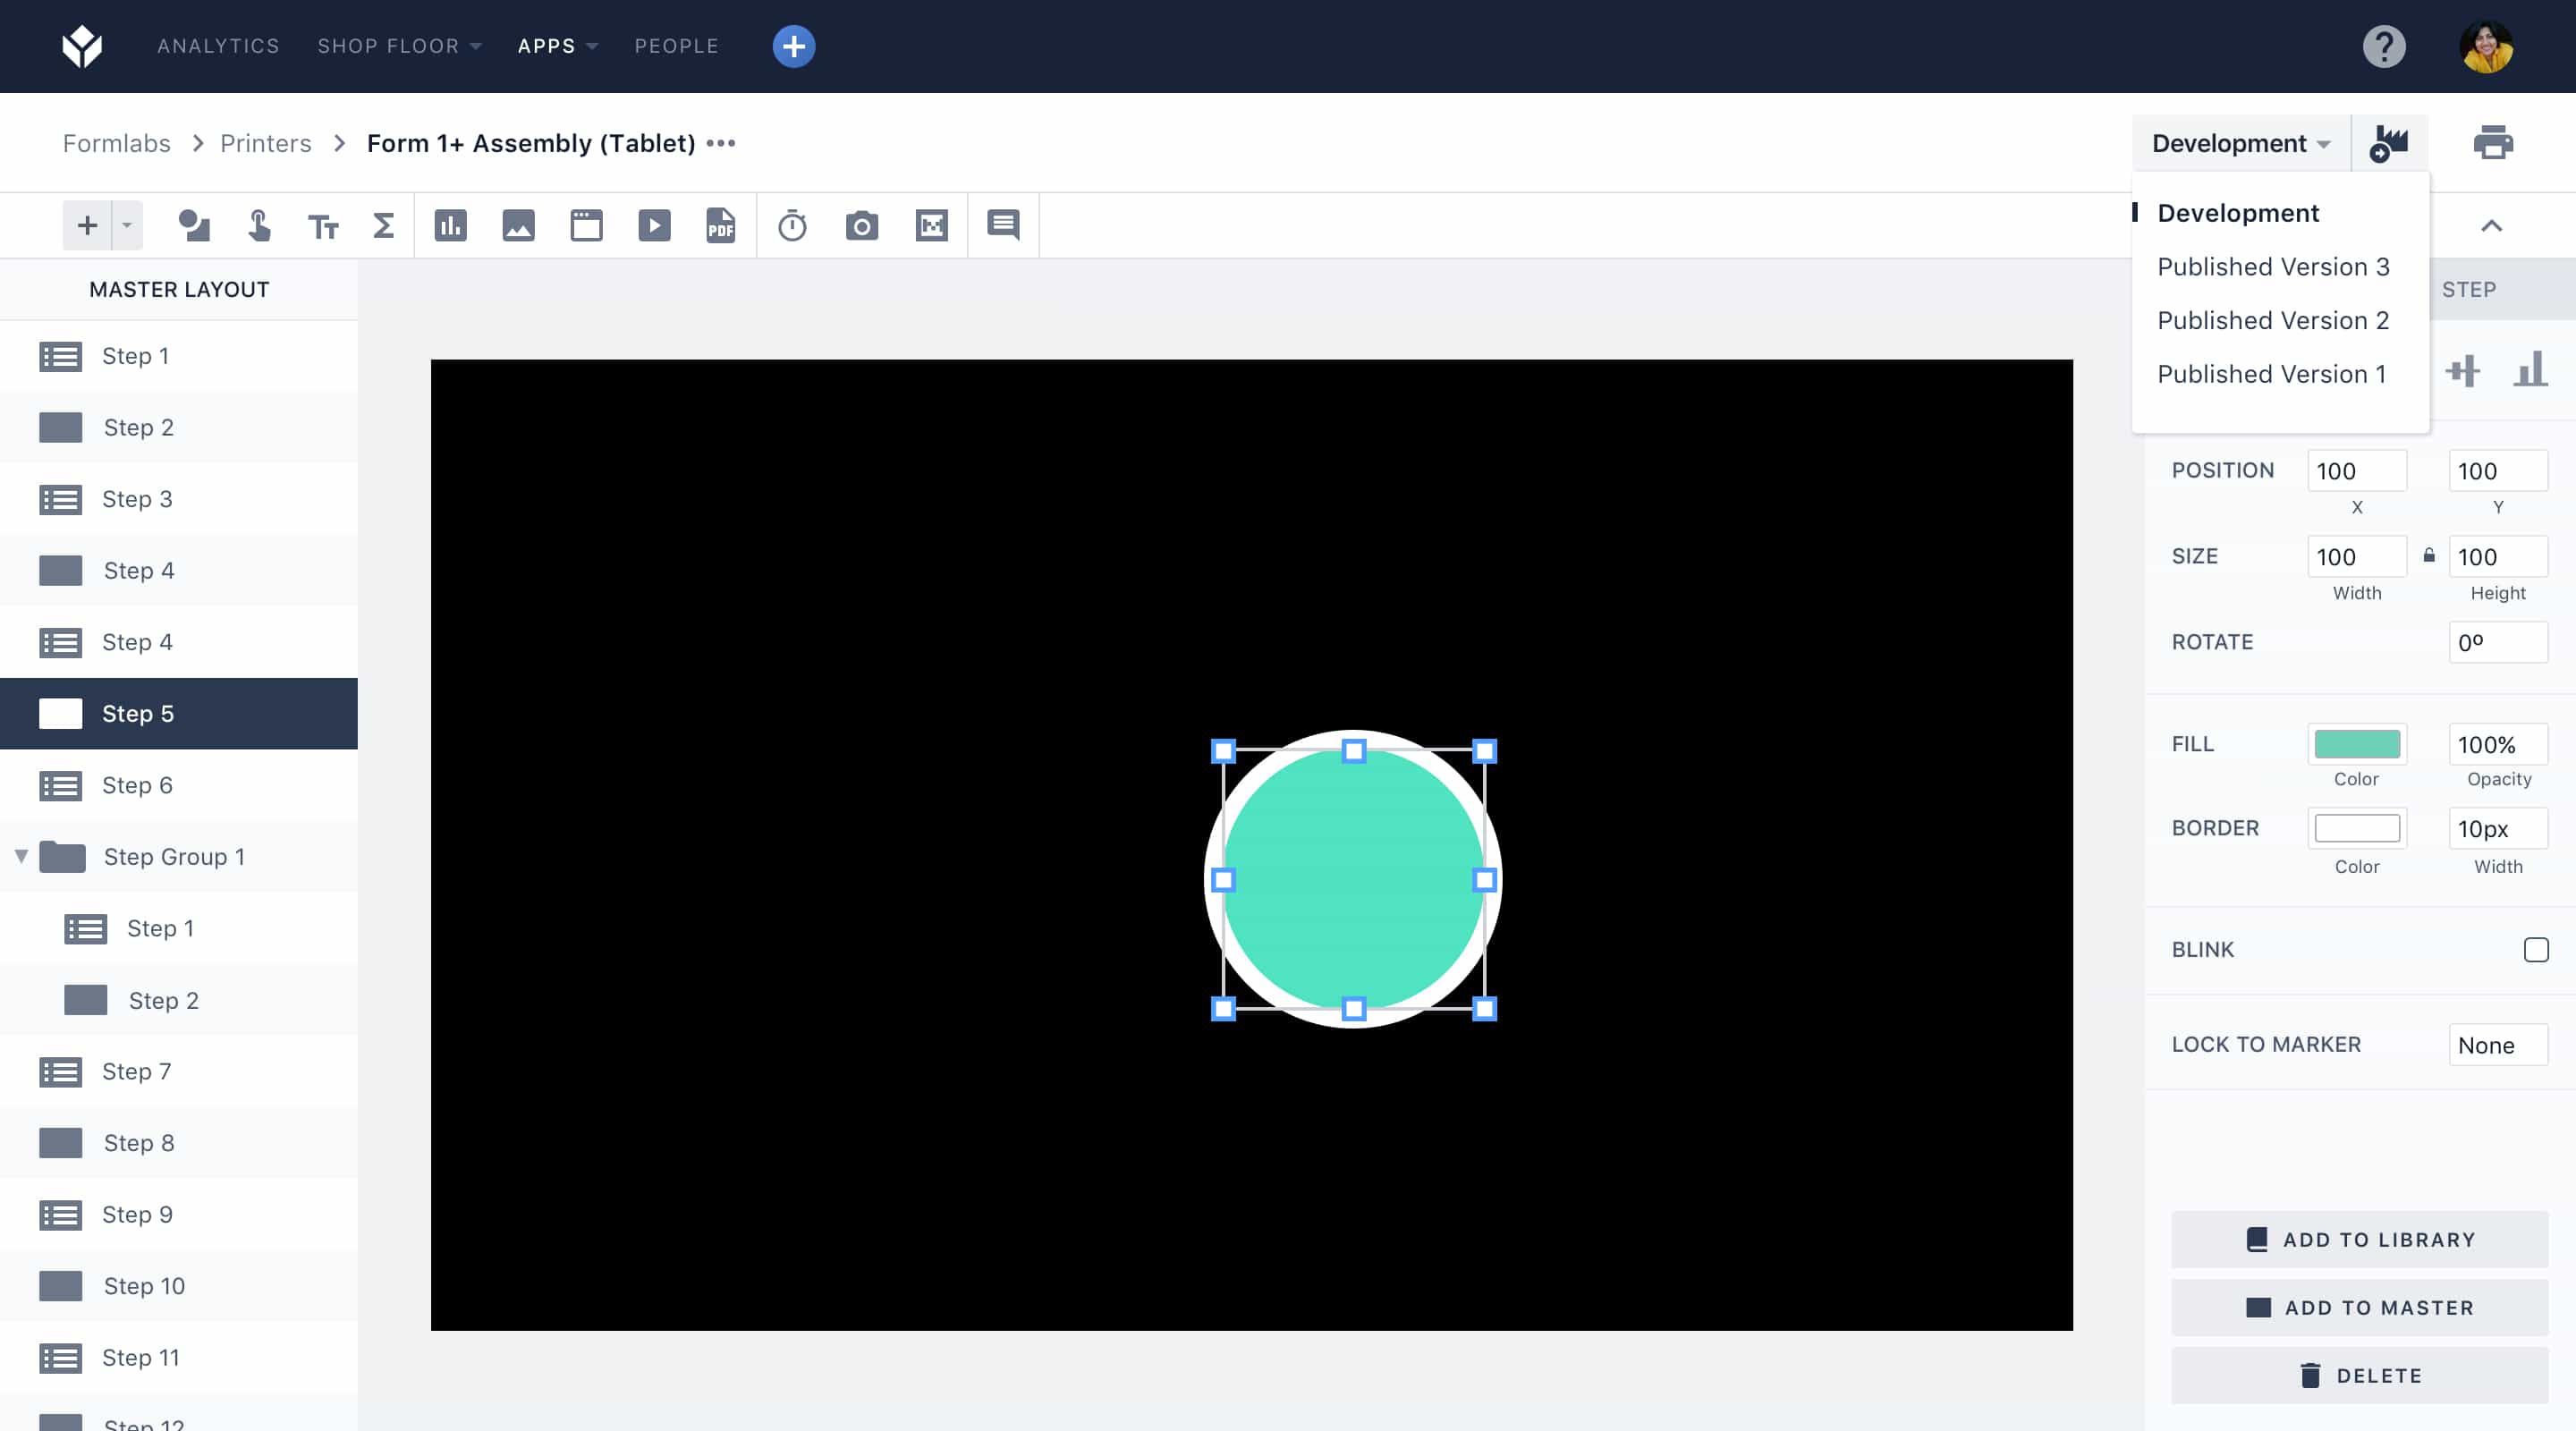 ANALYTICS SHOP FLOOR APPS PEOPLE
Formlabs Printers Form 1+ Assembly (Tablet)
Development
Development
Published Version 3
Published Version 2
Published Version 1
PDF
MASTER LAYOUT
STEP
Step 1
Step 2
Step 3
Step 4
Step 4
Step 5
Step 6
Step Group 1
Step 1
Step 2
Step 7
Step 8
Step 9
Step 10
Step 11
Step 12
POSITION 100 100
X Y
SIZE 100 100
Width Height
ROTATE 0º
FILL 100%
Color Opacity
BORDER 10px
Color Width
BLINK
LOCK TO MARKER None
ADD TO LIBRARY
ADD TO MASTER
DELETE